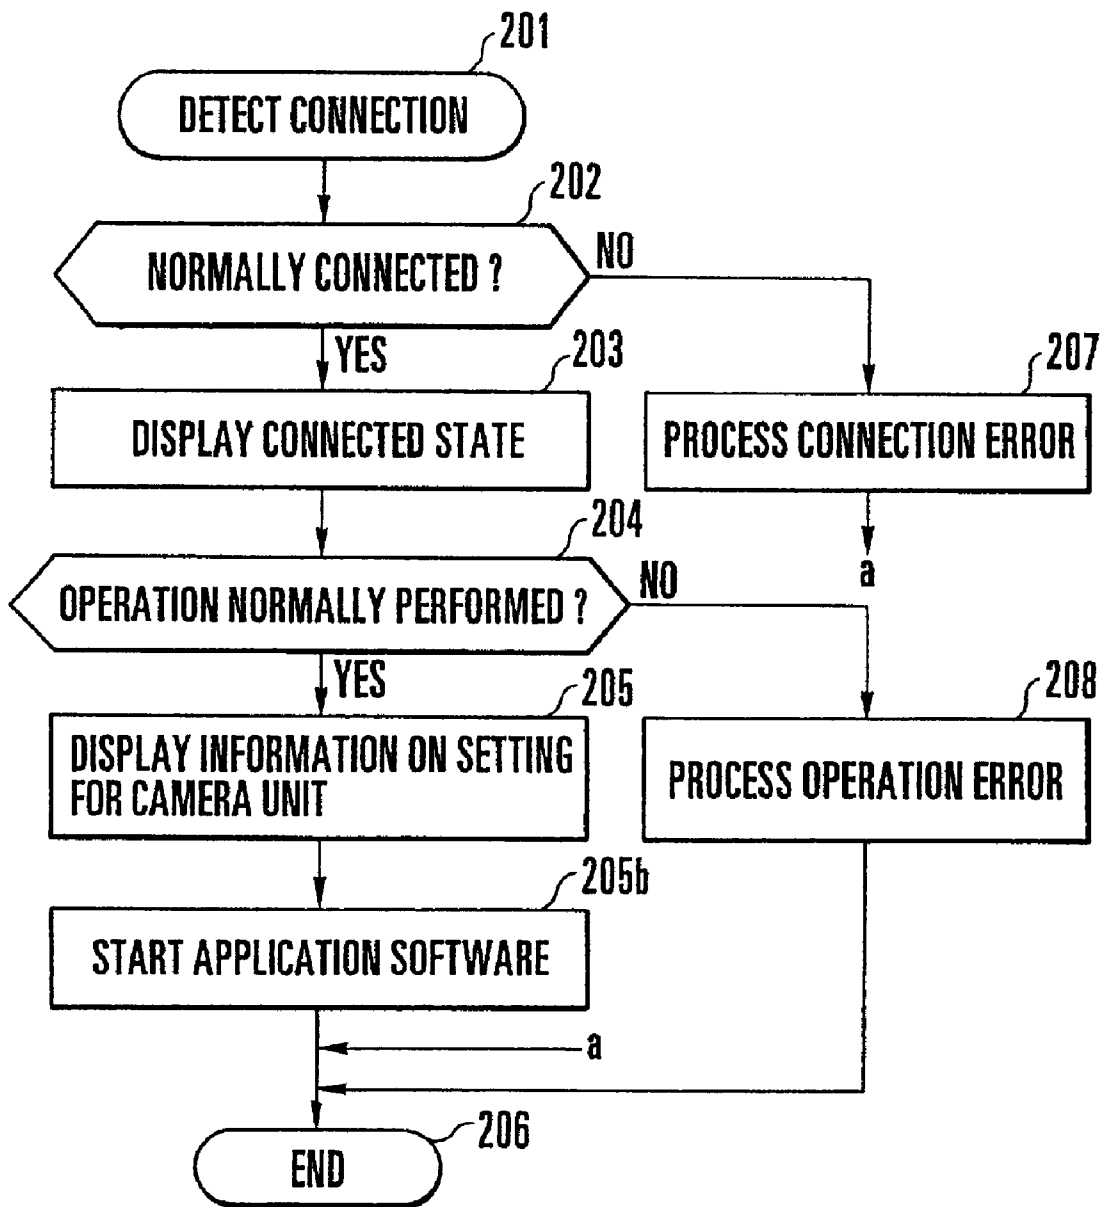 201
DETECT CONNECTION
202
NORMALLY CONNECTED ?
NO
YES
203
DISPLAY CONNECTED STATE
207
PROCESS CONNECTION ERROR
a
204
OPERATION NORMALLY PERFORMED ?
NO
YES
205
DISPLAY INFORMATION ON SETTING
FOR CAMERA UNIT
208
PROCESS OPERATION ERROR
205b
START APPLICATION SOFTWARE
a
206
END